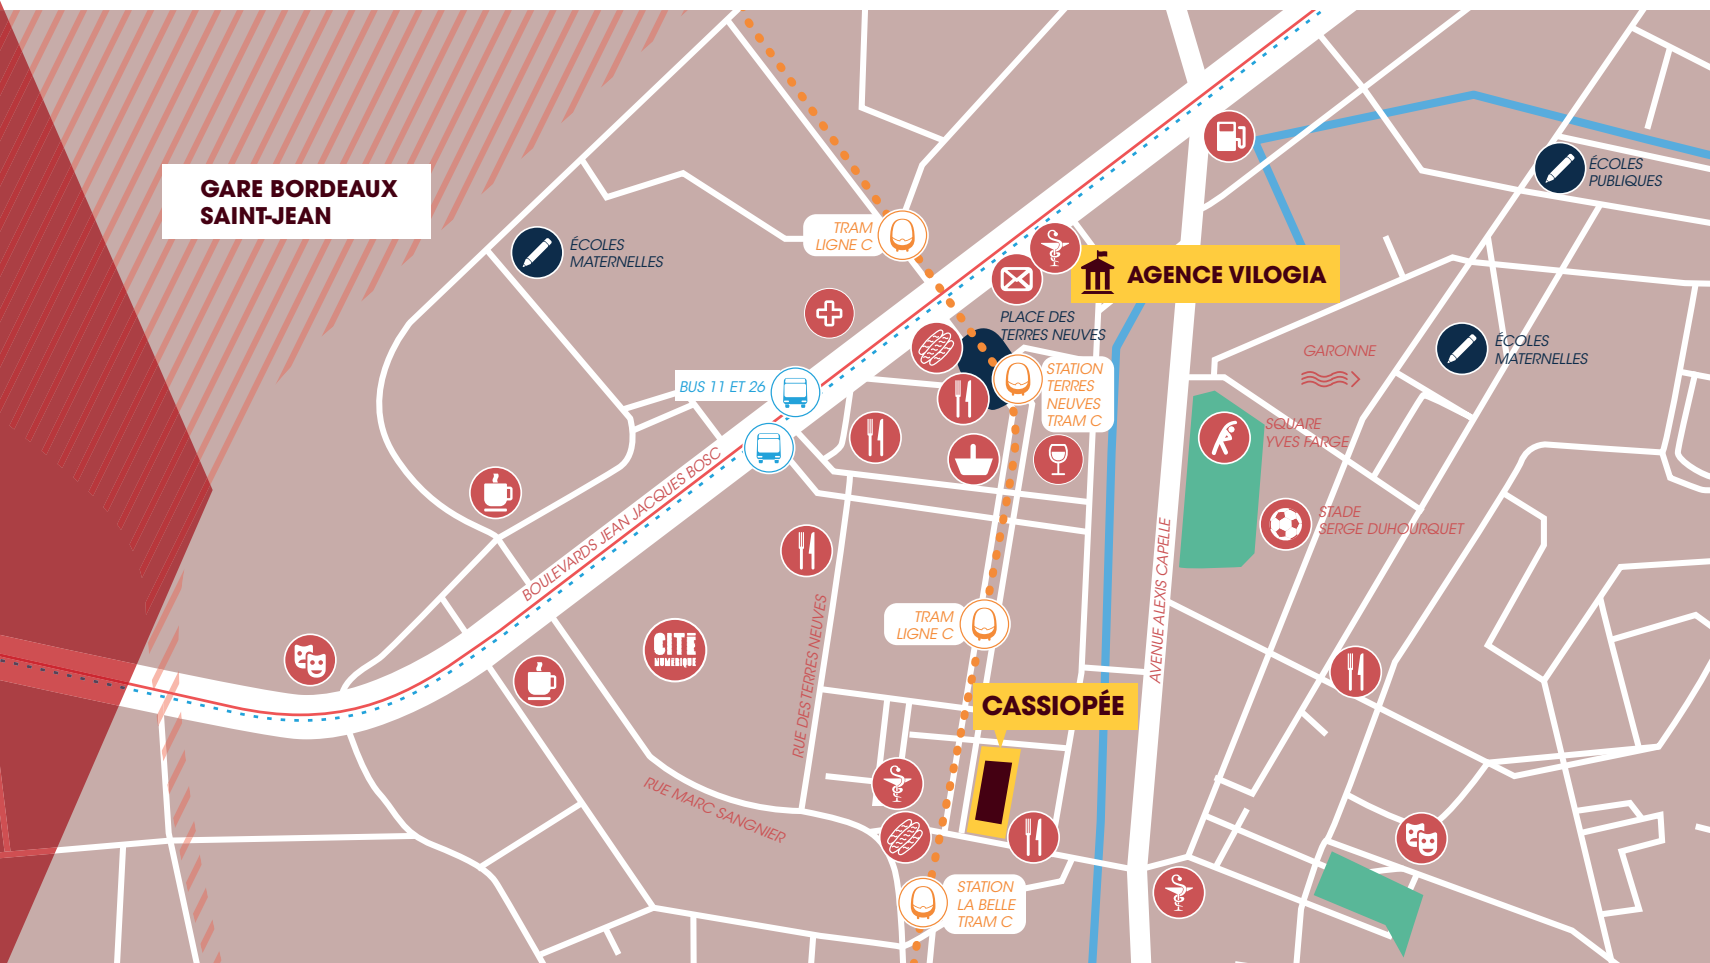 GARE BORDEAUX
SAINT-JEAN
ÉCOLES
MATERNELLES
TRAM
LIGNE C
ÉCOLES
PUBLIQUES
AGENCE VILOGIA
PLACE DES
TERRES NEUVES
ÉCOLES
MATERNELLES
GARONNE
BUS 11 ET 26
STATION
TERRES
NEUVES
TRAM C
SQUARE
YVES FARGE
BOULEVARDS JEAN JACQUES BOSC
STADE
SERGE DUHOURQUET
AVENUE ALEXIS CAPELLE
RUE DES TERRES NEUVES
TRAM
LIGNE C
CITÉ
NUMERIQUE
CASSIOPÉE
RUE MARC SANGNIER
STATION
LA BELLE
TRAM C